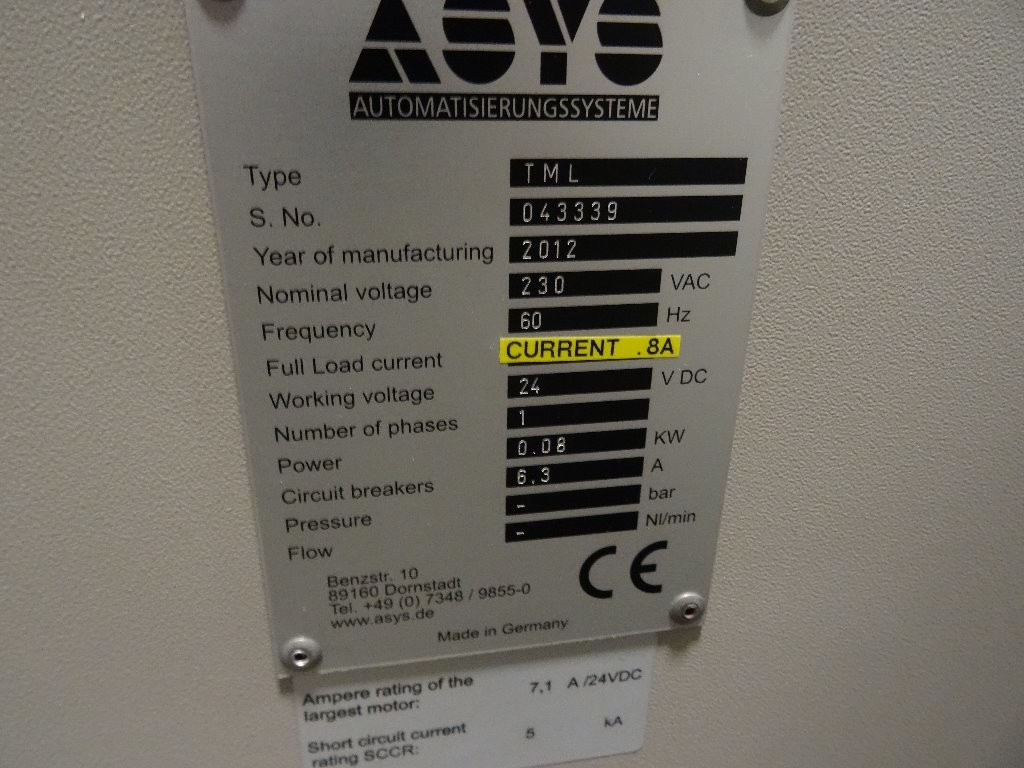 ASYS
AUTOMATISIERUNGSSYSTEME
Type TML
S. No. 043339
Year of manufacturing 2012
Nominal voltage 230 VAC
Frequency 60 Hz
Full Load current CURRENT .8A
Working voltage 24 V DC
Number of phases 1
Power 0.08 KW
Circuit breakers 6.3 A
Pressure - bar
Flow - Nl/min
Benzstr. 10
89160 Dornstadt
Tel. +49 (0) 7348 / 9855-0
www.asys.de
CE
Made in Germany
Ampere rating of the
largest motor: 7,1 A /24VDC
Short circuit current
rating SCCR: 5 kA